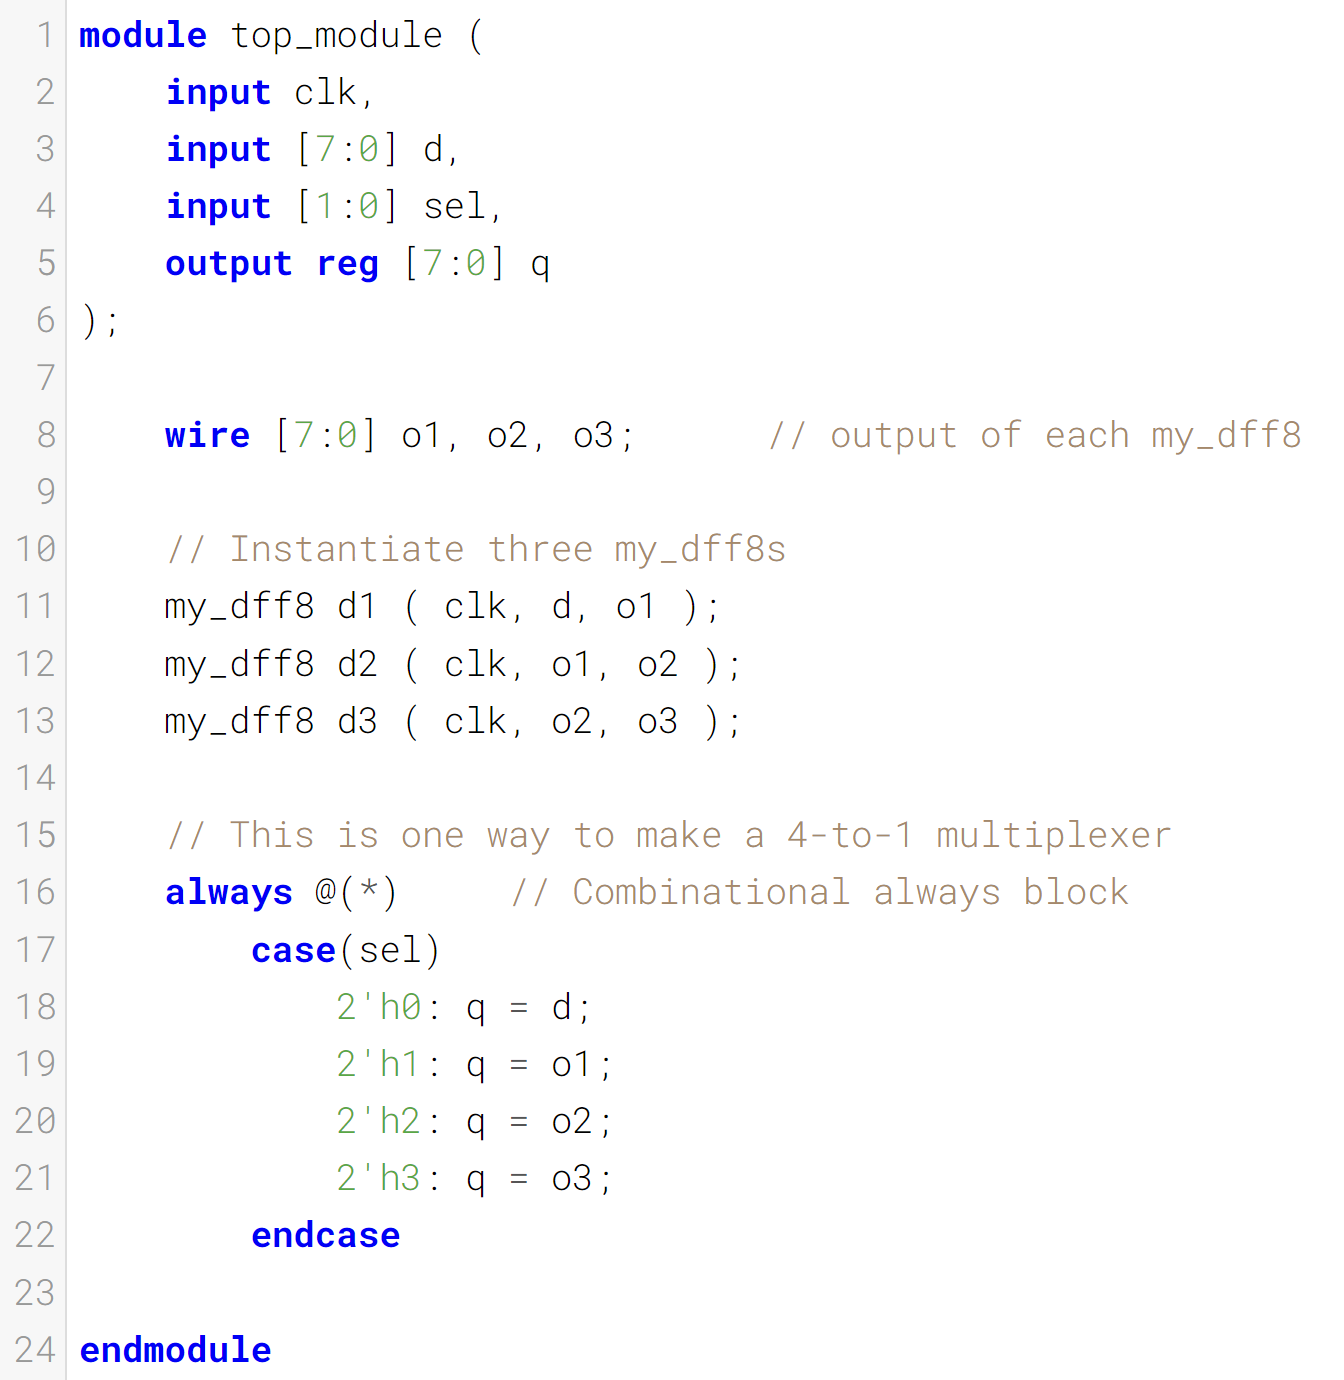 1 module top_module (
2     input clk,
3     input [7:0] d,
4     input [1:0] sel,
5     output reg [7:0] q
6 );
7
8     wire [7:0] o1, o2, o3;      // output of each my_dff8
9
10     // Instantiate three my_dff8s
11     my_dff8 d1 ( clk, d, o1 );
12     my_dff8 d2 ( clk, o1, o2 );
13     my_dff8 d3 ( clk, o2, o3 );
14
15     // This is one way to make a 4-to-1 multiplexer
16     always @(*)     // Combinational always block
17         case(sel)
18             2'h0: q = d;
19             2'h1: q = o1;
20             2'h2: q = o2;
21             2'h3: q = o3;
22         endcase
23
24 endmodule